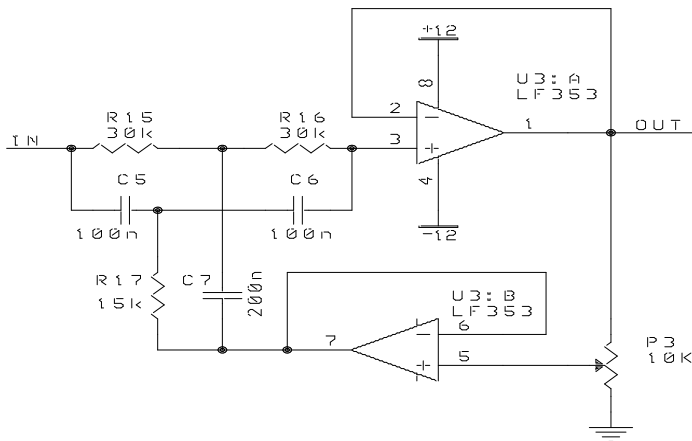 +12
8
U3:A
LF353
2
1
OUT
R15
30k
R16
30k
IN
3
4
C5
C6
100n
100n
-12
R17
15k
C7
200n
U3:B
LF353
6
7
5
P3
10K